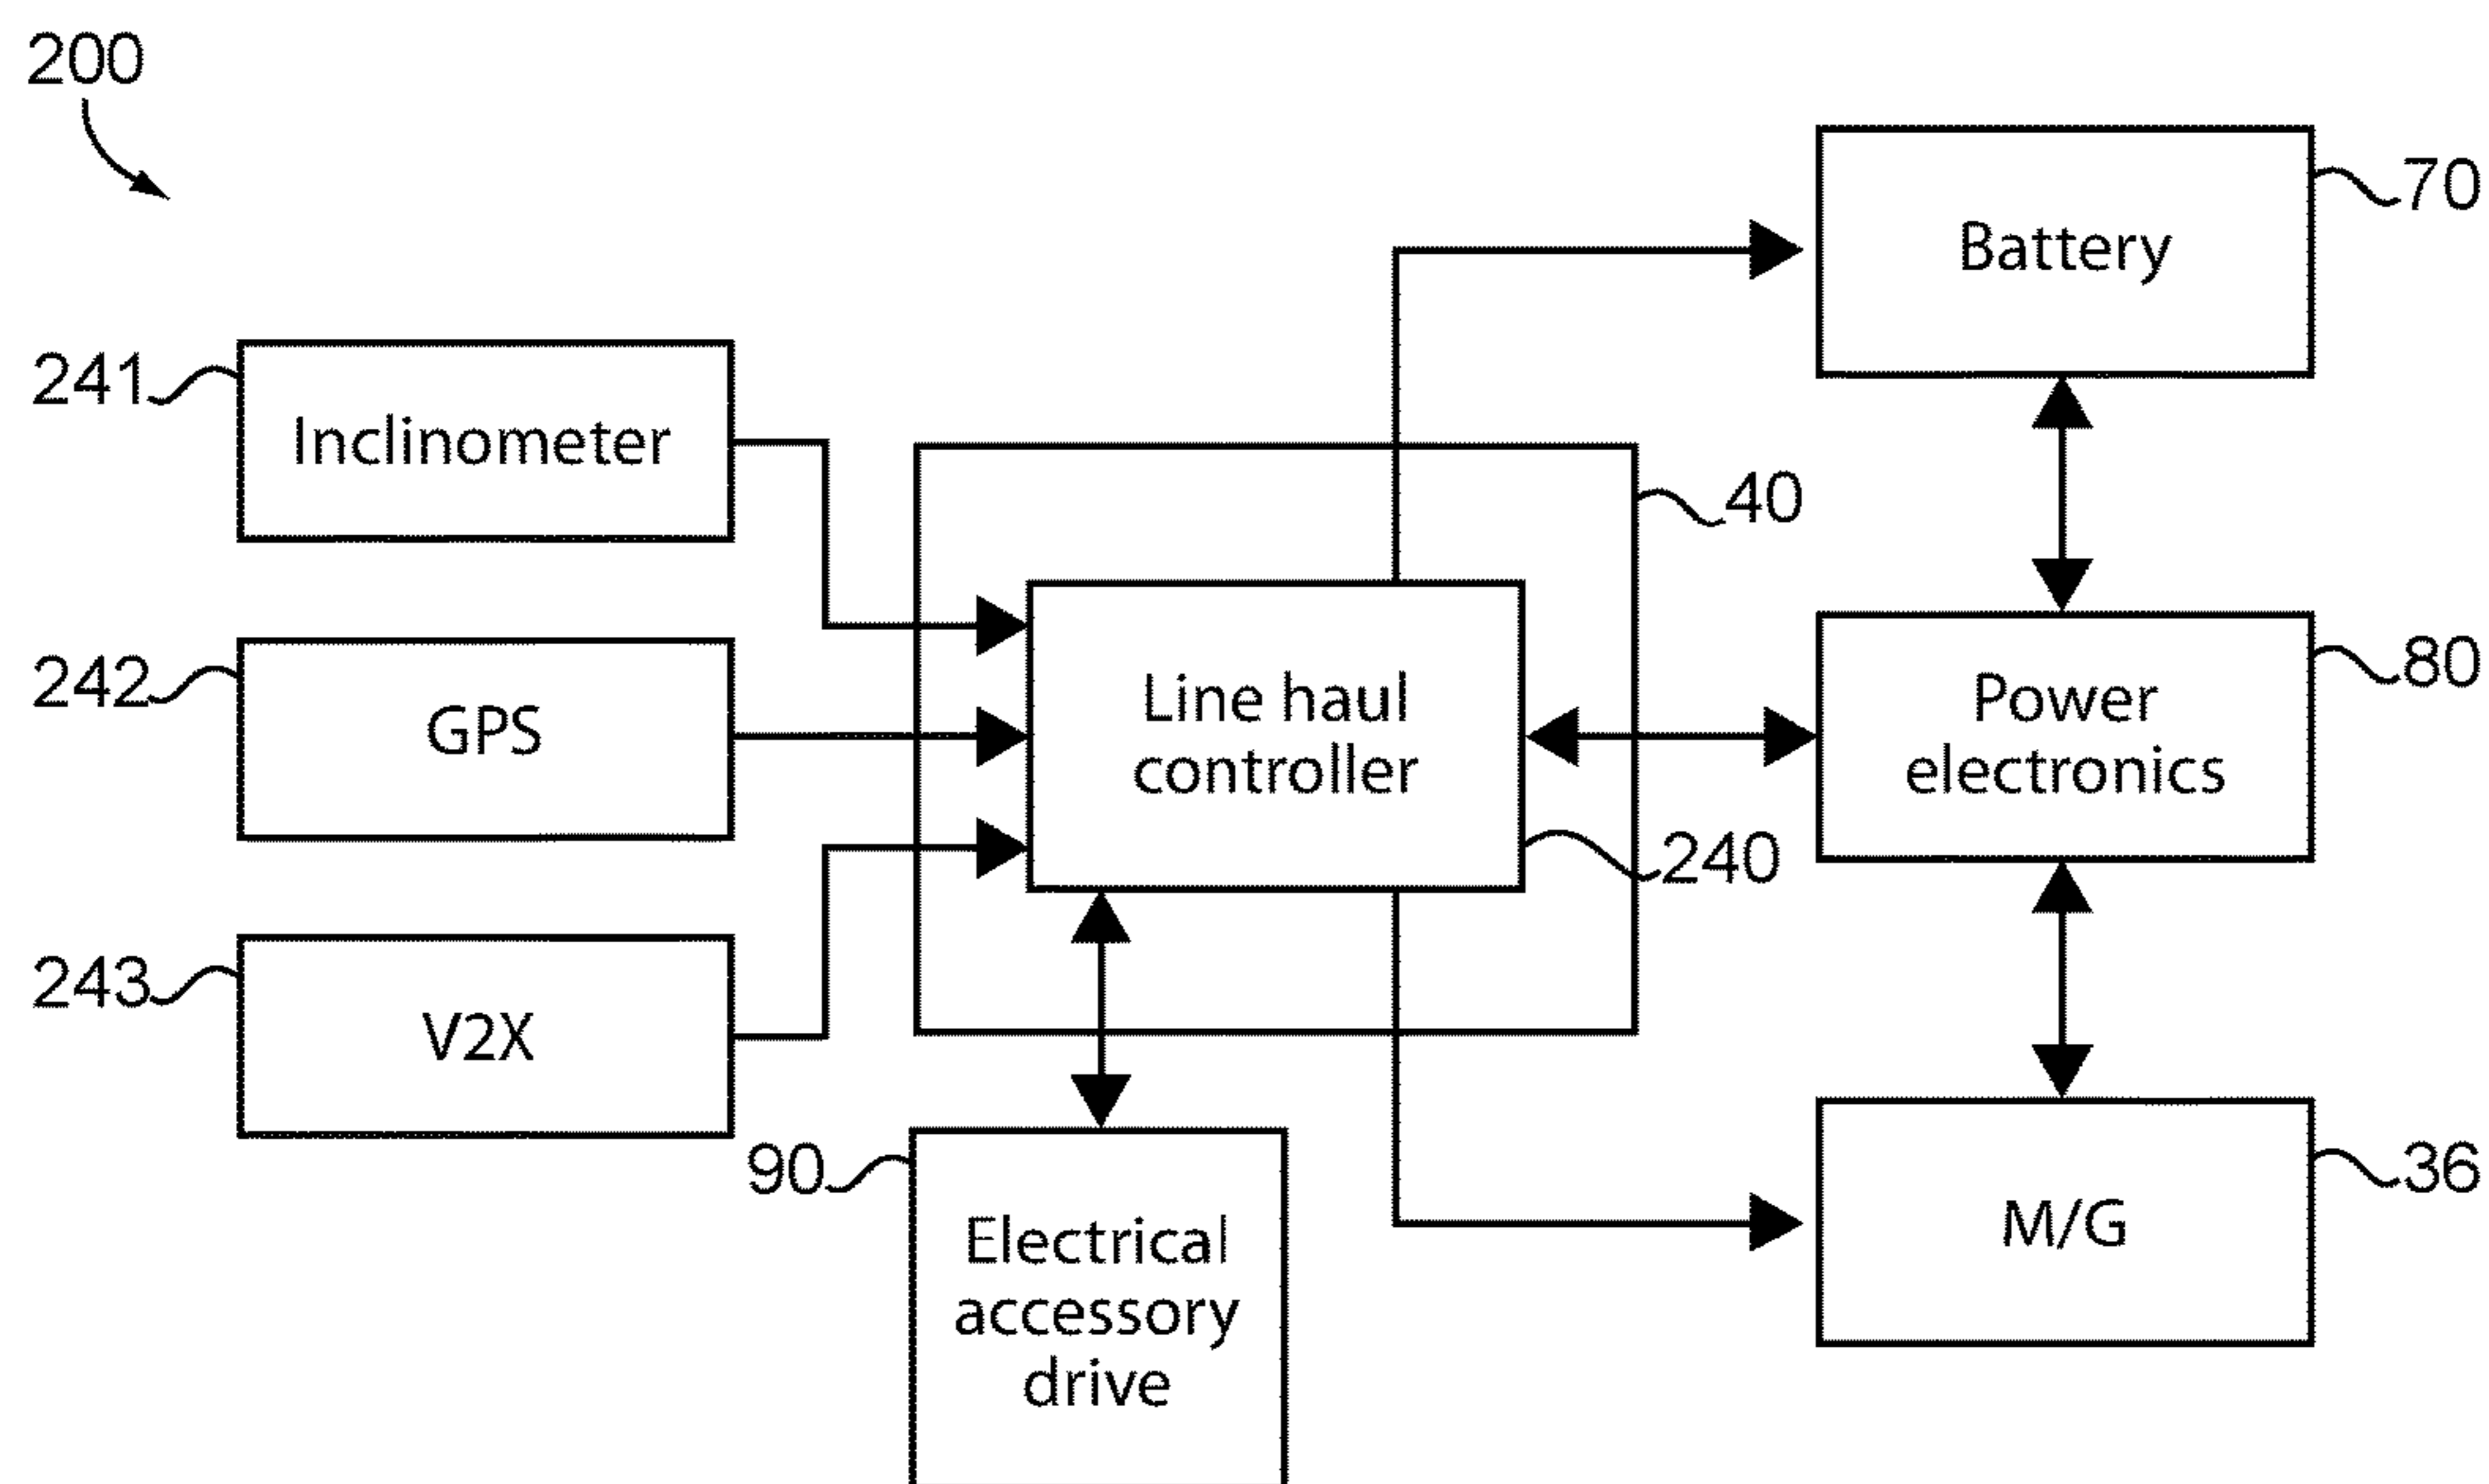 200
70
Battery
241
Inclinometer
40
242
GPS
Line haul
controller
80
Power
electronics
240
243
V2X
90
Electrical
accessory
drive
36
M/G